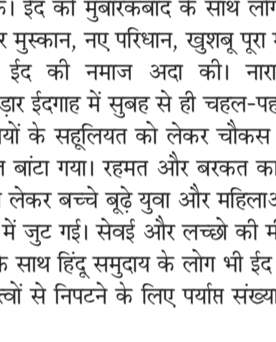 की मुबारकबाद के साथ लोग
मुस्कान, नए परिधान, खुशबू पूरा
ईद की नमाज अदा की। नारा
डार ईदगाह में सुबह से ही चहल-पह
यों के सहूलियत को लेकर चौकस
बांटा गया। रहमत और बरकत का
लेकर बच्चे बूढ़े युवा और महिलाअ
में जुट गई। सेवई और लच्छो की मं
के साथ हिंदू समुदाय के लोग भी ईद
त्वों से निपटने के लिए पर्याप्त संख्या